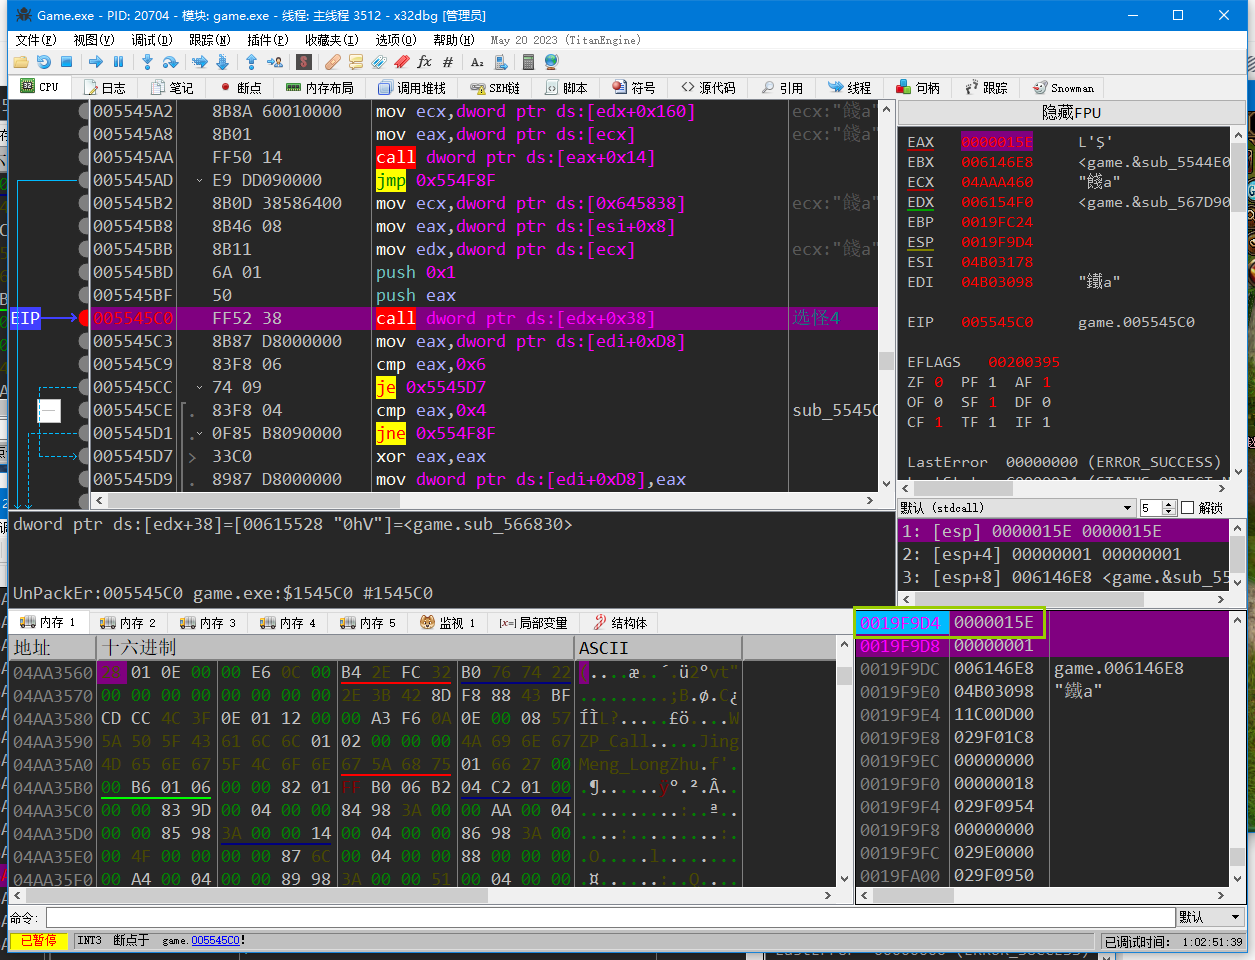 Game.exe - PID: 20704 - 模块: game.exe - 线程: 主线程 3512 - x32dbg [管理员]
文件(F) 视图(V) 调试(D) 跟踪(N) 插件(P) 收藏夹(I) 选项(O) 帮助(H) May 20 2023 (TitanEngine)
CPU 日志 笔记 断点 内存布局 调用堆栈 SEH链 脚本 符号 源代码 引用 线程 句柄 跟踪 Snowman
005545A2 8B8A 60010000 mov ecx,dword ptr ds:[edx+0x160] ecx:"餞a"
005545A8 8B01 mov eax,dword ptr ds:[ecx] ecx:"餞a"
005545AA FF50 14 call dword ptr ds:[eax+0x14]
005545AD E9 DD090000 jmp 0x554F8F
005545B2 8B0D 38586400 mov ecx,dword ptr ds:[0x645838] ecx:"餞a"
005545B8 8B46 08 mov eax,dword ptr ds:[esi+0x8]
005545BB 8B11 mov edx,dword ptr ds:[ecx] ecx:"餞a"
005545BD 6A 01 push 0x1
005545BF 50 push eax
EIP 005545C0 FF52 38 call dword ptr ds:[edx+0x38] 选怪4
005545C3 8B87 D8000000 mov eax,dword ptr ds:[edi+0xD8]
005545C9 83F8 06 cmp eax,0x6
005545CC 74 09 je 0x5545D7
005545CE 83F8 04 cmp eax,0x4 sub_5545C
005545D1 0F85 B8090000 jne 0x554F8F
005545D7 33C0 xor eax,eax
005545D9 8987 D8000000 mov dword ptr ds:[edi+0xD8],eax
隐藏FPU
EAX 0000015E L'Ş'
EBX 006146E8 <game.&sub_5544E0
ECX 04AAA460 "餞a"
EDX 006154F0 <game.&sub_567D90
EBP 0019FC24
ESP 0019F9D4
ESI 04B03178
EDI 04B03098 "鐵a"
EIP 005545C0 game.005545C0
EFLAGS 00200395
ZF 0 PF 1 AF 1
OF 0 SF 1 DF 0
CF 1 TF 1 IF 1
LastError 00000000 (ERROR_SUCCESS)
默认 (stdcall) 5 解锁
1: [esp] 0000015E 0000015E
2: [esp+4] 00000001 00000001
3: [esp+8] 006146E8 <game.&sub_55
dword ptr ds:[edx+38]=[00615528 "0hV"]=<game.sub_566830>
UnPackEr:005545C0 game.exe:$1545C0 #1545C0
内存 1 内存 2 内存 3 内存 4 内存 5 监视 1 [x=] 局部变量 结构体
地址 十六进制 ASCII
04AA3560 28 01 0E 00 00 E6 0C 00 B4 2E FC 32 B0 76 74 22 (....æ..´.ü2°vt"
04AA3570 00 00 00 00 00 00 00 00 2E 3B 42 8D F8 88 43 BF .........;B.ø.C¿
04AA3580 CD CC 4C 3F 0E 01 12 00 00 A3 F6 0A 0E 00 08 57 ÍÌL?.....£ö....W
04AA3590 5A 50 5F 43 61 6C 6C 01 02 00 00 00 4A 69 6E 67 ZP_Call.....Jing
04AA35A0 4D 65 6E 67 5F 4C 6F 6E 67 5A 68 75 01 66 27 00 Meng_LongZhu.f'.
04AA35B0 00 B6 01 06 00 00 82 01 FF B0 06 B2 04 C2 01 00 .¶......ÿ°.².Â..
04AA35C0 00 00 83 9D 00 04 00 00 84 98 3A 00 00 AA 00 04 ..........:..ª..
04AA35D0 00 00 85 98 3A 00 00 14 00 04 00 00 86 98 3A 00 ....:.........:.
04AA35E0 00 4F 00 00 00 00 87 6C 00 04 00 00 88 00 00 00 .O.....l........
04AA35F0 00 A4 00 04 00 00 89 98 3A 00 00 51 00 04 00 00 .¤......:..Q....
0019F9D4 0000015E
0019F9D8 00000001
0019F9DC 006146E8 game.006146E8
0019F9E0 04B03098 "鐵a"
0019F9E4 11C00D00
0019F9E8 029F01C8
0019F9EC 00000000
0019F9F0 00000018
0019F9F4 029F0954
0019F9F8 00000000
0019F9FC 029E0000
0019FA00 029F0950
命令: 默认
已暂停 INT3 断点于 game.005545C0! 已调试时间: 1:02:51:39